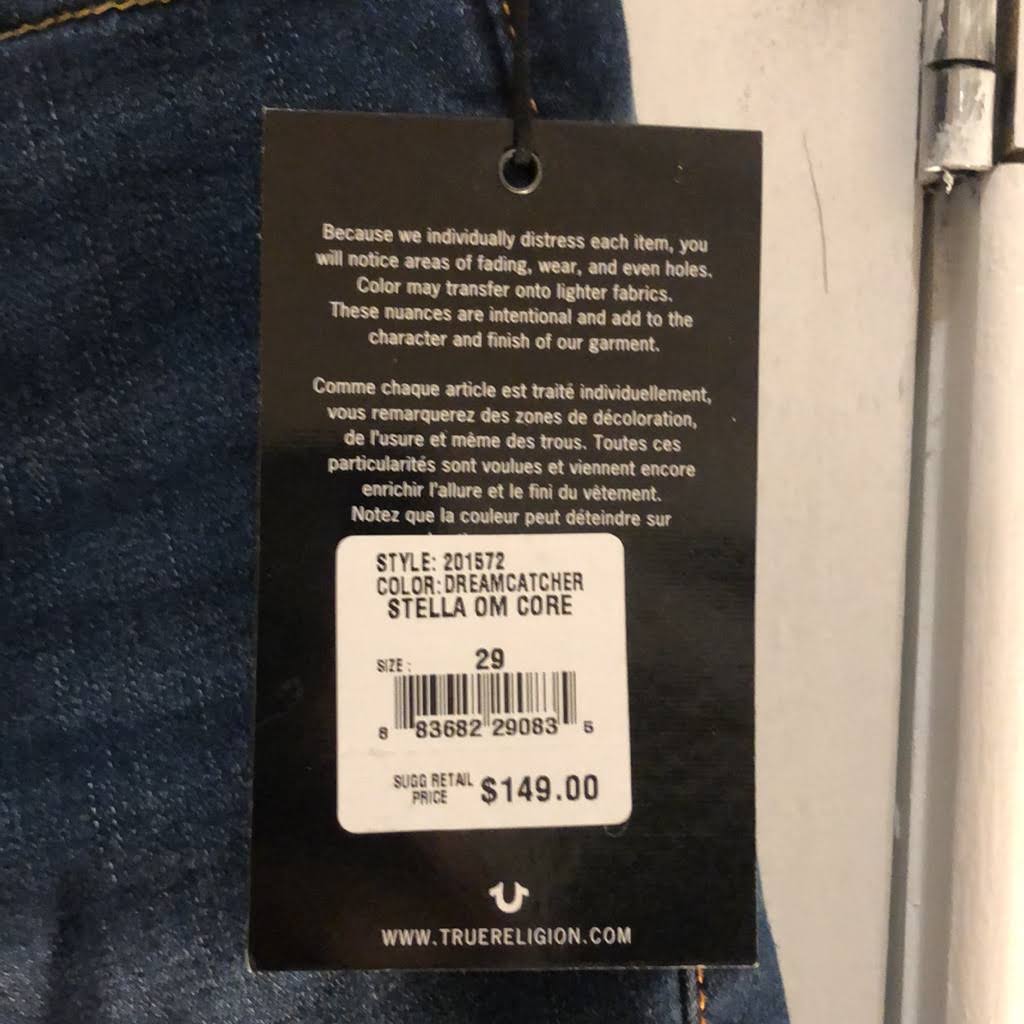 Because we individually distress each item, you
will notice areas of fading, wear, and even holes.
Color may transfer onto lighter fabrics.
These nuances are intentional and add to the
character and finish of our garment.
Comme chaque article est traité individuellement,
vous remarquerez des zones de décoloration,
de l'usure et même des trous. Toutes ces
particularités sont voulues et viennent encore
enrichir l'allure et le fini du vêtement.
Notez que la couleur peut déteindre sur
STYLE: 201572
COLOR: DREAMCATCHER
STELLA OM CORE
SIZE: 29
8 83682 29083 5
SUGG RETAIL
PRICE $149.00
WWW.TRUERELIGION.COM